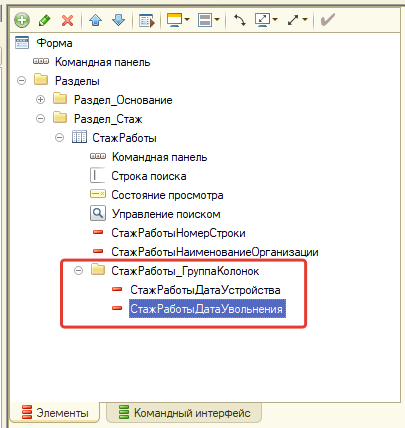 Форма
Командная панель
Разделы
Раздел_Основание
Раздел_Стаж
СтажРаботы
Командная панель
Строка поиска
Состояние просмотра
Управление поиском
СтажРаботыНомерСтроки
СтажРаботыНаименованиеОрганизации
СтажРаботы_ГруппаКолонок
СтажРаботыДатаУстройства
СтажРаботыДатаУвольнения
Элементы
Командный интерфейс